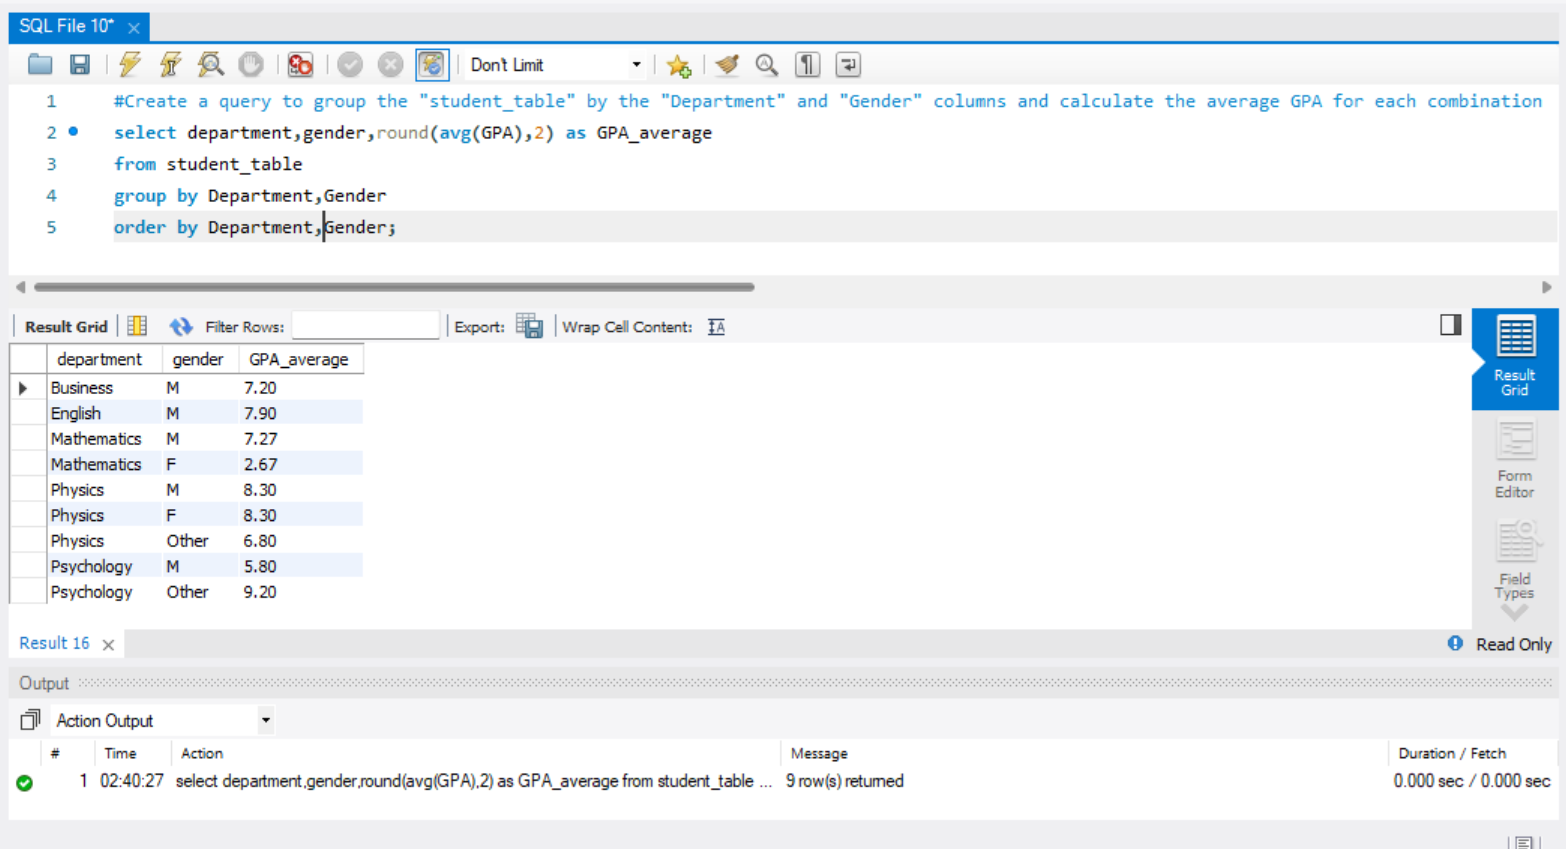 SQL File 10*
Don't Limit
1 #Create a query to group the "student_table" by the "Department" and "Gender" columns and calculate the average GPA for each combination
2 select department,gender,round(avg(GPA),2) as GPA_average
3 from student_table
4 group by Department,Gender
5 order by Department,Gender;
Result Grid Filter Rows: Export: Wrap Cell Content:
department gender GPA_average
Business M 7.20
English M 7.90
Mathematics M 7.27
Mathematics F 2.67
Physics M 8.30
Physics F 8.30
Physics Other 6.80
Psychology M 5.80
Psychology Other 9.20
Result
Grid
Form
Editor
Field
Types
Result 16 Read Only
Output
Action Output
# Time Action Message Duration / Fetch
1 02:40:27 select department,gender,round(avg(GPA),2) as GPA_average from student_table ... 9 row(s) returned 0.000 sec / 0.000 sec